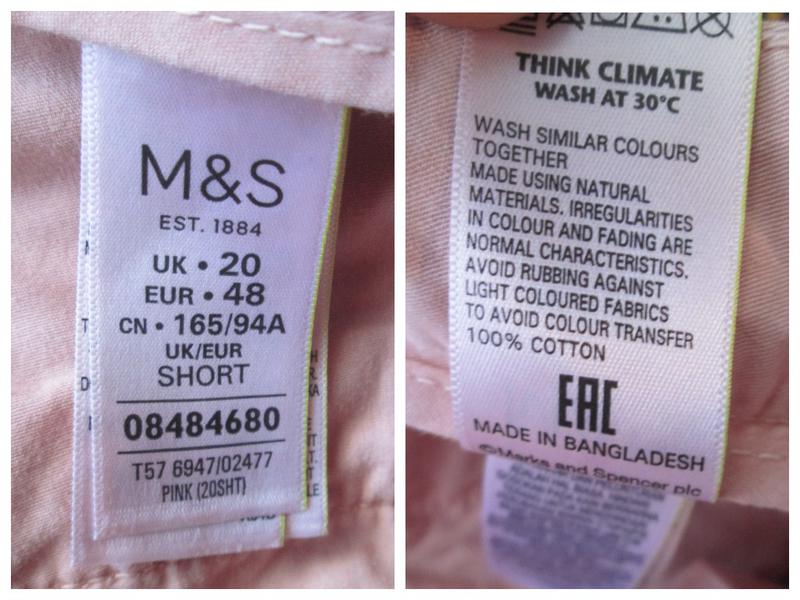 M&S
EST. 1884
UK • 20
EUR • 48
CN • 165/94A
UK/EUR
SHORT
08484680
T57 6947/02477
PINK (20SHT)
THINK CLIMATE
WASH AT 30°C
WASH SIMILAR COLOURS
TOGETHER
MADE USING NATURAL
MATERIALS. IRREGULARITIES
IN COLOUR AND FADING ARE
NORMAL CHARACTERISTICS.
AVOID RUBBING AGAINST
LIGHT COLOURED FABRICS
TO AVOID COLOUR TRANSFER
100% COTTON
EAC
MADE IN BANGLADESH
©Marks and Spencer plc